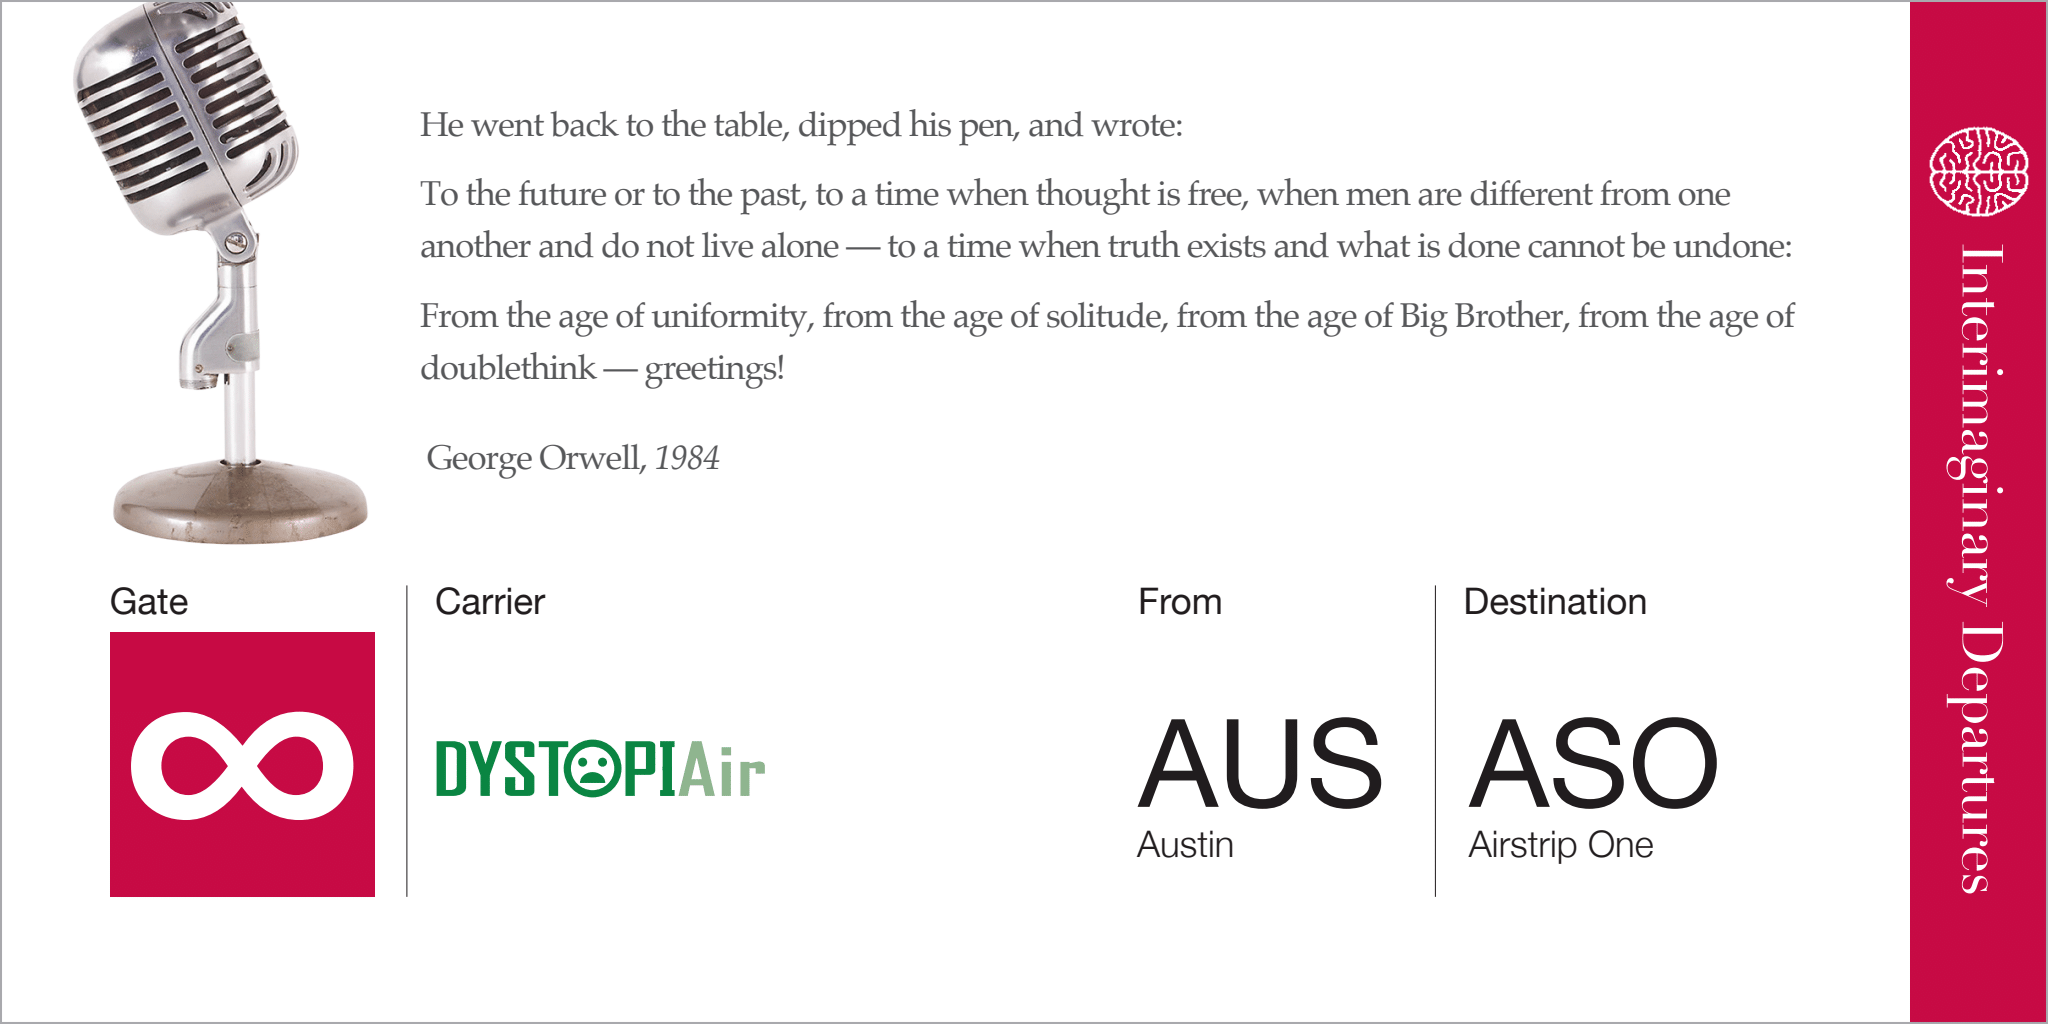 He went back to the table, dipped his pen, and wrote:
To the future or to the past, to a time when thought is free, when men are different from one
another and do not live alone — to a time when truth exists and what is done cannot be undone:
From the age of uniformity, from the age of solitude, from the age of Big Brother, from the age of
doublethink — greetings!
George Orwell, 1984
Gate
∞
Carrier
DYSTOPIAir
From
AUS
Austin
Destination
ASO
Airstrip One
Interimaginary Departures